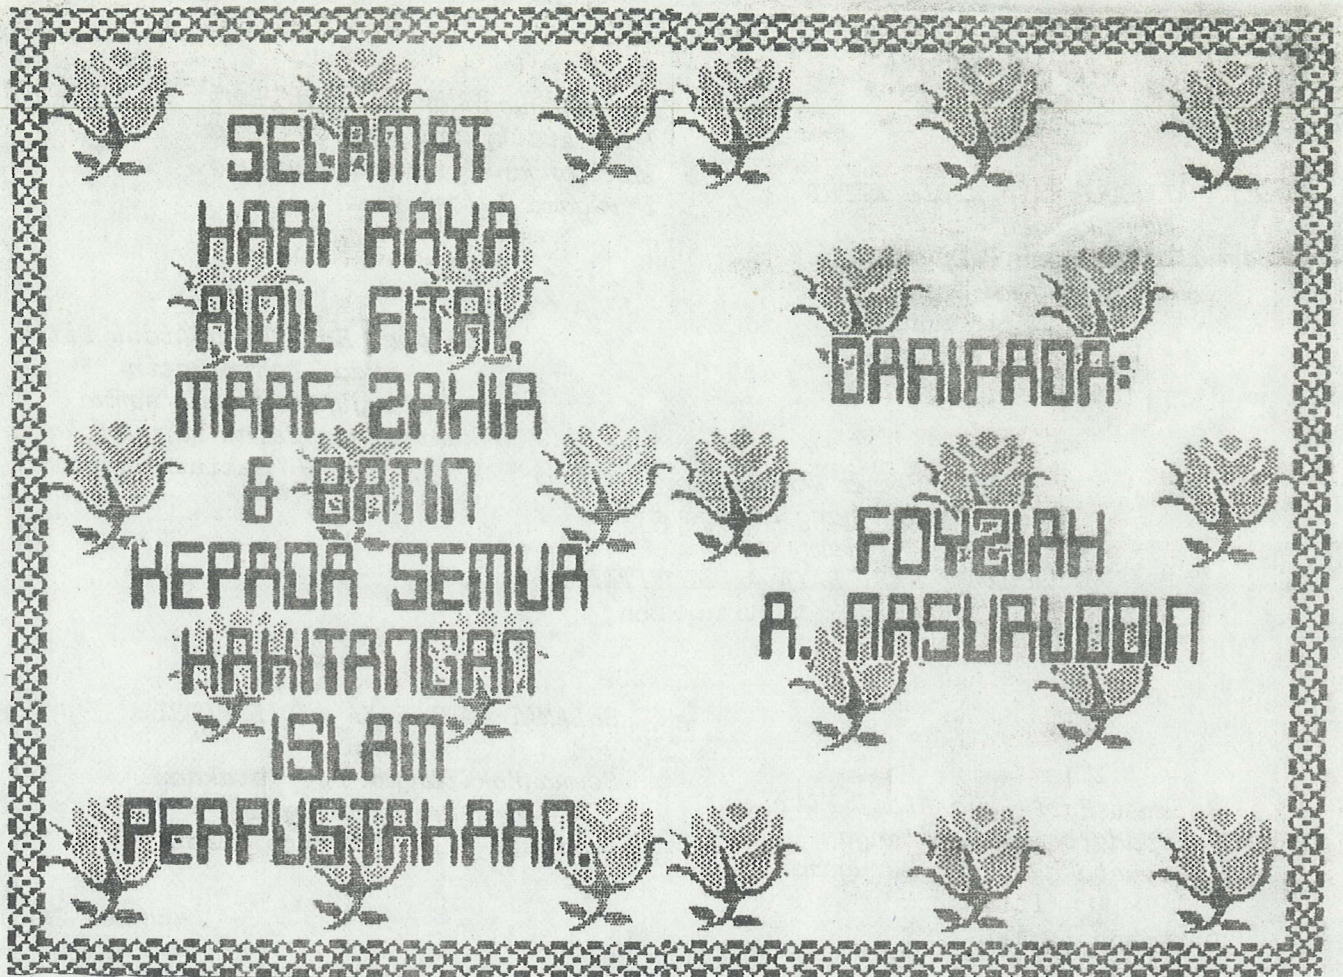 SELAMAT
HARI RAYA
AIDIL FITRI,
MAAF ZAHIR
& BATIN
KEPADA SEMUA
KAKITANGAN
ISLAM
PERPUSTAKAAN.
DARIPADA:
FOYZIAH
A. NASURUDDIN